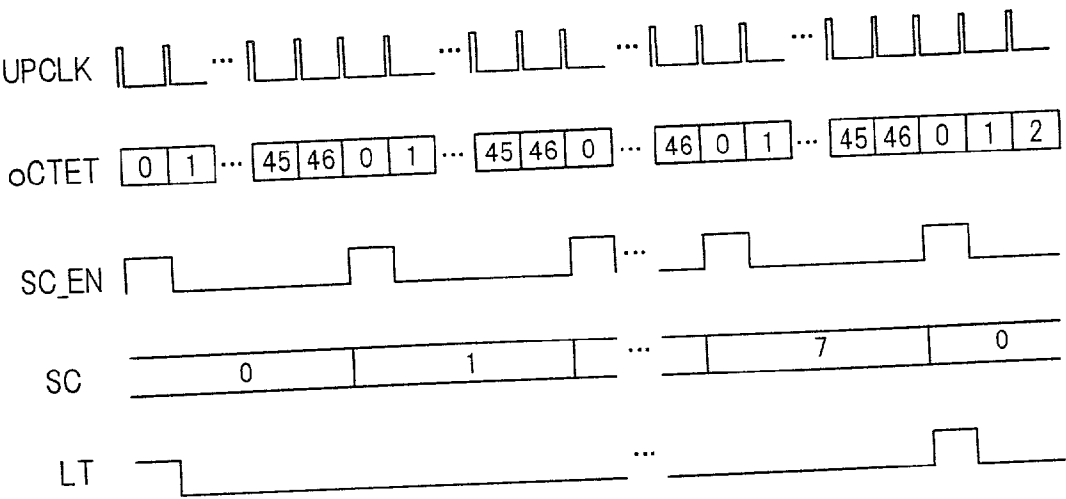 UPCLK ... ... ... ...
oCTET 0 1 ... 45 46 0 1 ... 45 46 0 ... 46 0 1 ... 45 46 0 1 2
SC_EN ...
SC 0 1 ... 7 0
LT ...